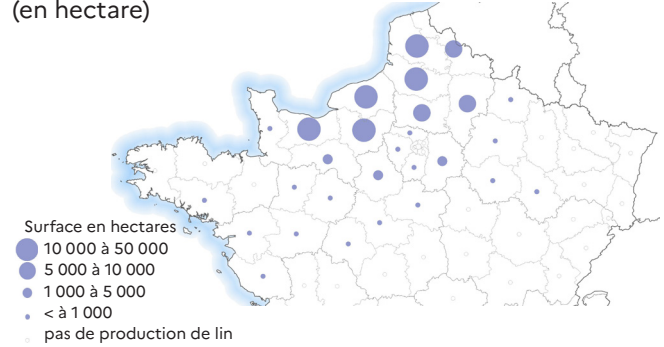 (en hectare)
Surface en hectares
10 000 à 50 000
5 000 à 10 000
1 000 à 5 000
< à 1 000
pas de production de lin